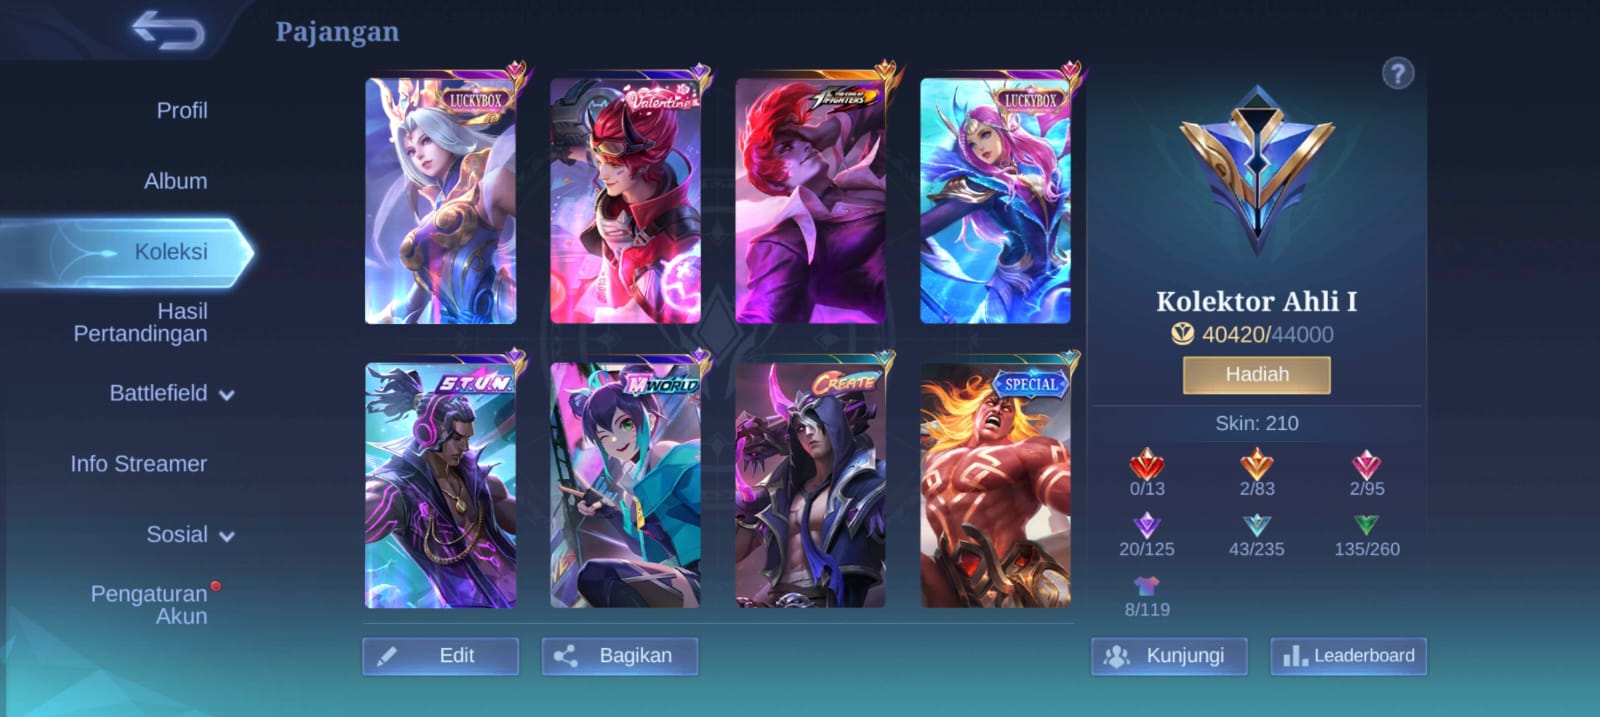 Pajangan
?
Profil
Album
Koleksi
Hasil
Pertandingan
Battlefield
Info Streamer
Sosial
Pengaturan
Akun
LUCKYBOX
Valentine
THE KING OF
FIGHTERS
LUCKYBOX
S.T.U.N.
MWORLD
CREATE
SPECIAL
Edit
Bagikan
Kolektor Ahli I
40420/44000
Hadiah
Skin: 210
0/13
2/83
2/95
20/125
43/235
135/260
8/119
Kunjungi
Leaderboard